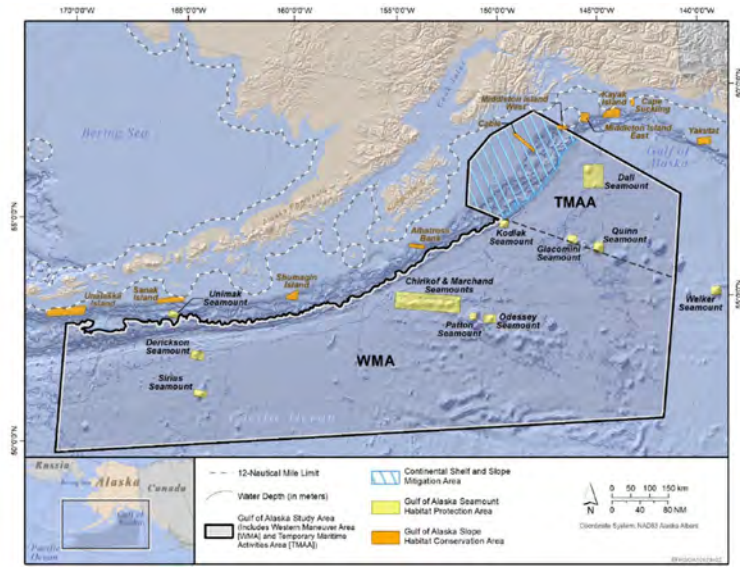 170°0'0"W
165°0'0"W
160°0'0"W
155°0'0"W
150°0'0"W
145°0'0"W
140°0'0"W
Bering Sea
Cook Inlet
Middleton Island
West
Cable
Kayak
Island
Cape
Suckling
Middleton Island
East
Yakutat
Gulf of
Alaska
Dall
Seamount
TMAA
Kodiak
Seamount
Giacomini
Seamount
Quinn
Seamount
Albatross
Bank
Shumagin
Island
Sanak
Island
Unalaska
Island
Unimak
Seamount
Chirikof & Marchand
Seamounts
Patton
Seamount
Odessey
Seamount
Welker
Seamount
Derickson
Seamount
WMA
Sirius
Seamount
Pacific Ocean
55°0'0"N
50°0'0"N
Russia
Alaska
Canada
Bering Sea
Gulf of
Alaska
Pacific
Ocean
12-Nautical Mile Limit
Water Depth (in meters)
Gulf of Alaska Study Area
(Includes Western Maneuver Area
[WMA] and Temporary Maritime
Activities Area [TMAA])
Continental Shelf and Slope
Mitigation Area
Gulf of Alaska Seamount
Habitat Protection Area
Gulf of Alaska Slope
Habitat Conservation Area
N
0 50 100 150 km
0 40 80 NM
Coordinate System: NAD83 Alaska Albers